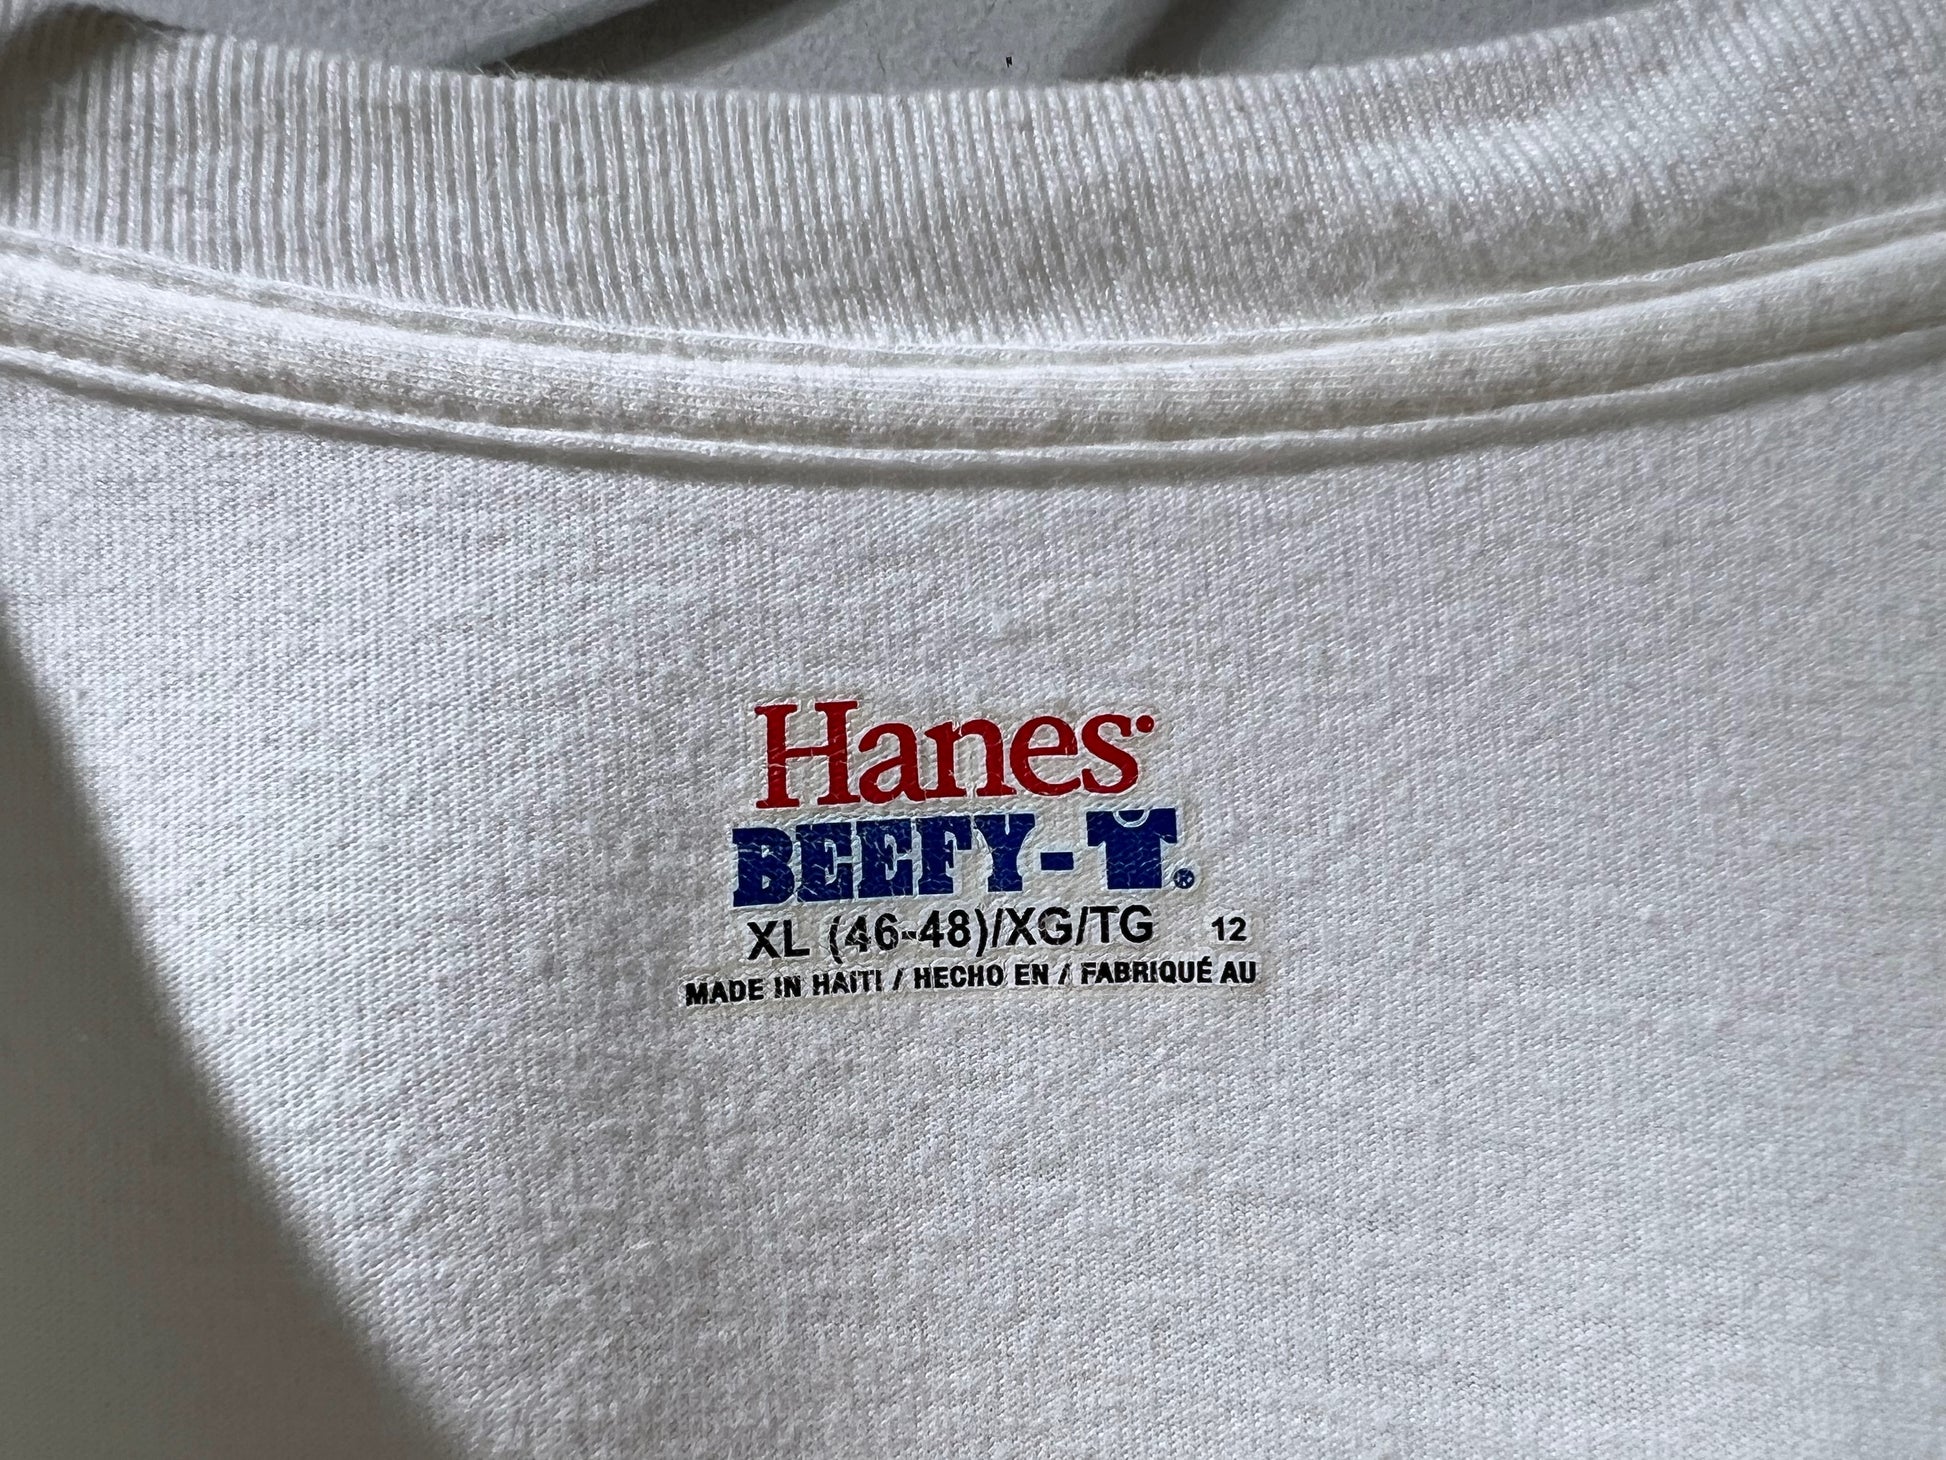 Hanes
BEEFY-T®
XL (46-48)/XG/TG 12
MADE IN HAITI / HECHO EN / FABRIQUÉ AU